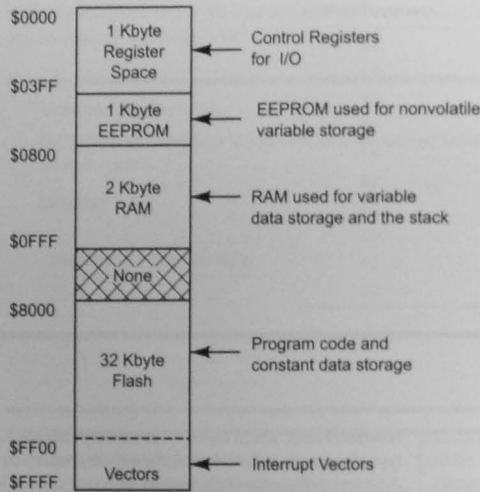 $0000
1 Kbyte
Register
Space
Control Registers
for I/O
$03FF
1 Kbyte
EEPROM
EEPROM used for nonvolatile
variable storage
$0800
2 Kbyte
RAM
RAM used for variable
data storage and the stack
$0FFF
None
$8000
32 Kbyte
Flash
Program code and
constant data storage
$FF00
Vectors
Interrupt Vectors
$FFFF